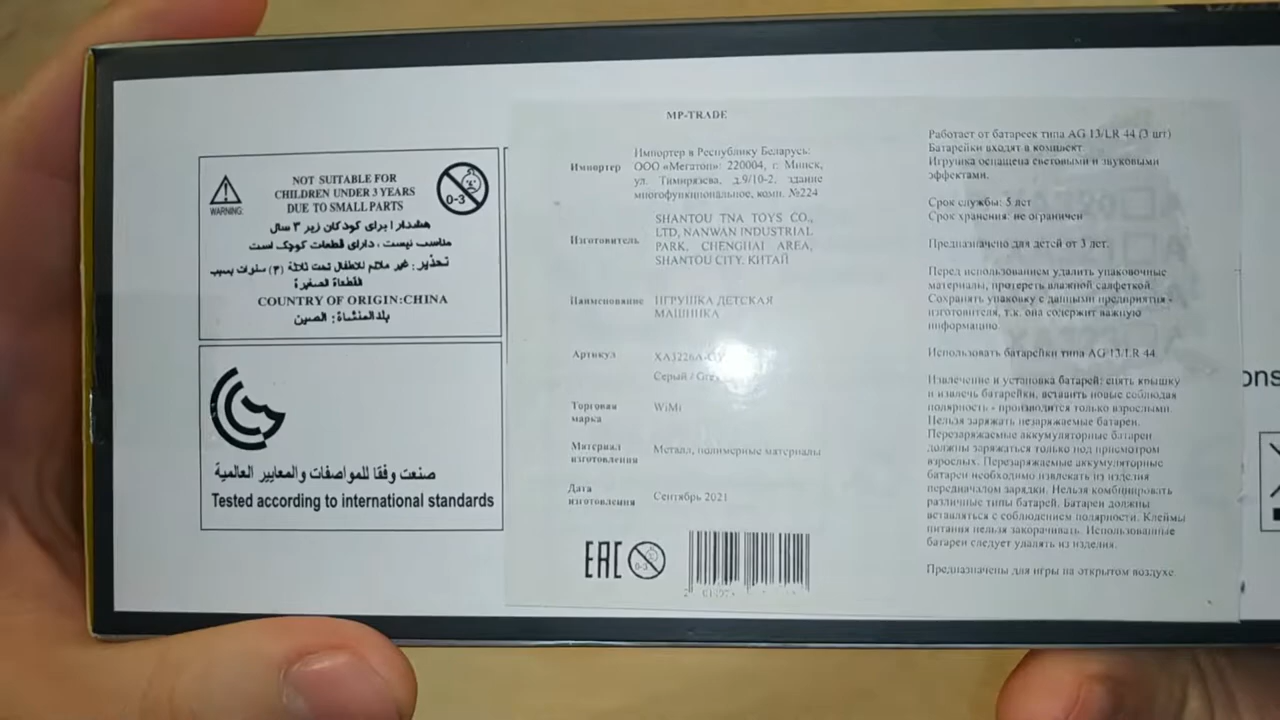 WARNING:
NOT SUITABLE FOR
CHILDREN UNDER 3 YEARS
DUE TO SMALL PARTS
0-3
هشدار ! برای کودکان زیر ۳ سال
مناسب نیست ، دارای قطعات کوچک است
تحذير : غير ملائم للاطفال تحت ثلاثة (٣) سنوات بسبب
القطعاة الصغيرة
COUNTRY OF ORIGIN:CHINA
بلدالمنشاة: الصين
صنعت وفقا للمواصفات والمعايير العالمية
Tested according to international standards
MP-TRADE
Импортер
Импортер в Республику Беларусь:
ООО «Мегатоп» 220004, г. Минск,
ул. Тимирязева, д.9/10-2, здание
многофункциональное, комн. №224
Изготовитель
SHANTOU TNA TOYS CO.,
LTD, NANWAN INDUSTRIAL
PARK, CHENGHAI AREA,
SHANTOU CITY, КИТАЙ
Наименование
ИГРУШКА ДЕТСКАЯ
МАШИНКА
Артикул
XA3226A-GY
Серый / Grey
Торговая
марка
WiMi
Материал
изготовления
Металл, полимерные материалы
Дата
изготовления
Сентябрь 2021
EAC
0-3
Работает от батареек типа AG 13/LR 44 (3 шт)
Батарейки входят в комплект.
Игрушка оснащена световыми и звуковыми
эффектами.
Срок службы: 5 лет
Срок хранения: не ограничен
Предназначено для детей от 3 лет.
Перед использованием удалить упаковочные
материалы, протереть влажной салфеткой.
Сохранять упаковку с данными предприятия -
изготовителя, т.к. она содержит важную
информацию.
Использовать батарейки типа AG 13/LR 44
Извлечение и установка батарей: снять крышку
и извлечь батарейки, вставить новые соблюдая
полярность - производится только взрослыми.
Нельзя заряжать незаряжаемые батареи.
Перезаряжаемые аккумуляторные батареи
должны заряжаться только под присмотром
взрослых. Перезаряжаемые аккумуляторные
батареи необходимо извлекать из изделия
перед началом зарядки. Нельзя комбинировать
различные типы батарей. Батареи должны
вставляться с соблюдением полярности. Клеймы
питания нельзя закорачивать. Использованные
батареи следует удалять из изделия.
Предназначены для игры на открытом воздухе.